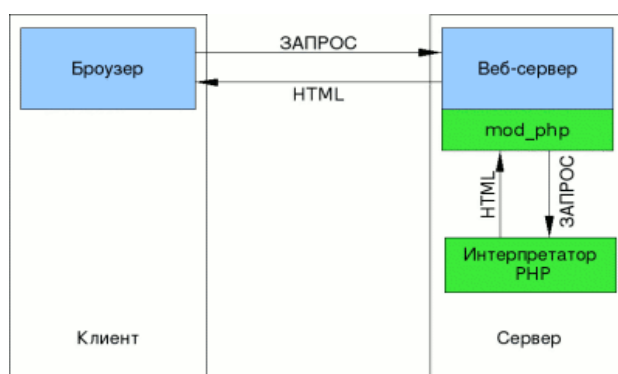 Броузер
ЗАПРОС
HTML
Веб-сервер
mod_php
HTML
ЗАПРОС
Интерпретатор
PHP
Клиент
Сервер